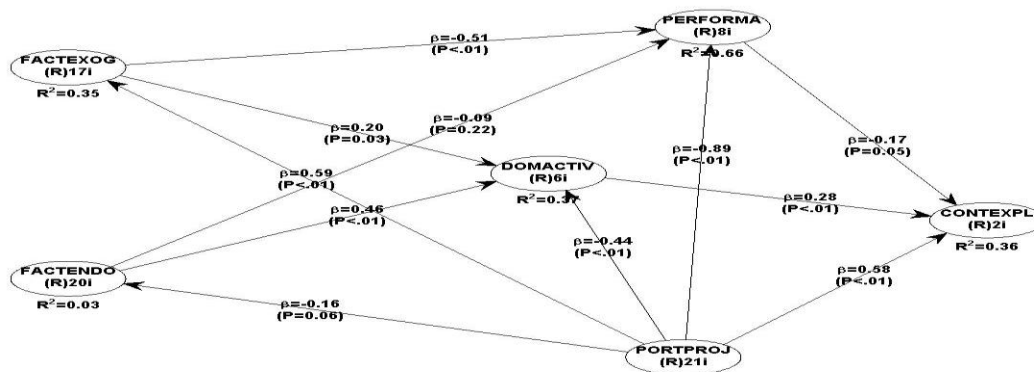 PERFORMA
(R)8i
R²=0.66
β=-0.51
(P<.01)
FACTEXOG
(R)17i
R²=0.35
β=-0.09
(P=0.22)
β=0.20
(P=0.03)
β=-0.17
(P=0.05)
β=-0.89
(P<.01)
DOMACTIV
(R)6i
R²=0.37
β=0.59
(P<.01)
β=0.28
(P<.01)
β=0.46
(P<.01)
CONTEXPL
(R)2i
R²=0.36
β=-0.44
(P<.01)
FACTENDO
(R)20i
R²=0.03
β=0.58
(P<.01)
β=-0.16
(P=0.06)
PORTPROJ
(R)21i